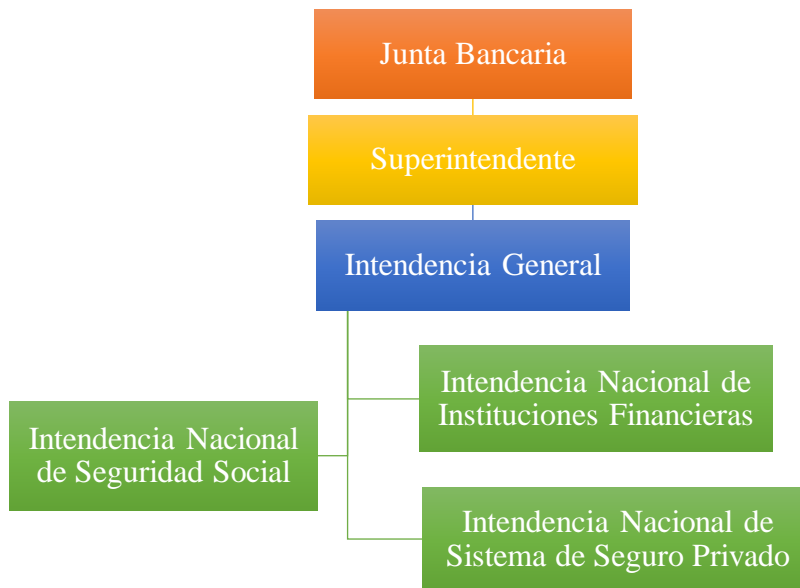 Junta Bancaria
Superintendente
Intendencia General
Intendencia Nacional de
Instituciones Financieras
Intendencia Nacional
de Seguridad Social
Intendencia Nacional de
Sistema de Seguro Privado